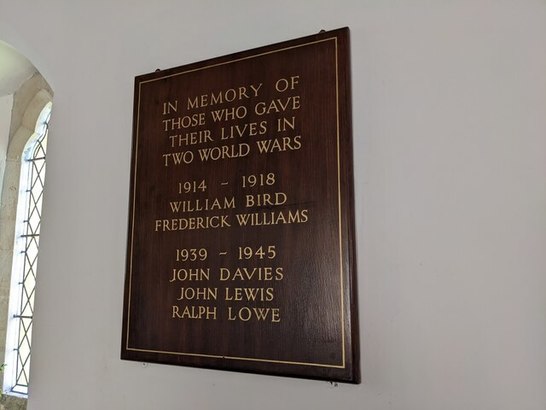 IN MEMORY OF
THOSE WHO GAVE
THEIR LIVES IN
TWO WORLD WARS
1914 ~ 1918
WILLIAM BIRD
FREDERICK WILLIAMS
1939 ~ 1945
JOHN DAVIES
JOHN LEWIS
RALPH LOWE